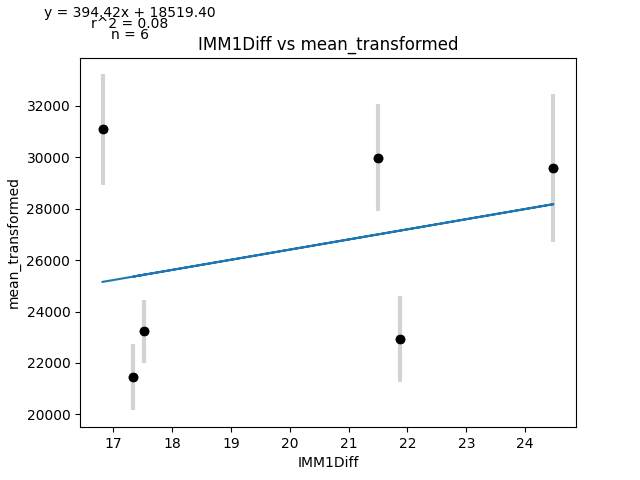 y = 394.42x + 18519.40
r^2 = 0.08
n = 6
IMM1Diff vs mean_transformed
mean_transformed
32000
30000
28000
26000
24000
22000
20000
17 18 19 20 21 22 23 24
IMM1Diff